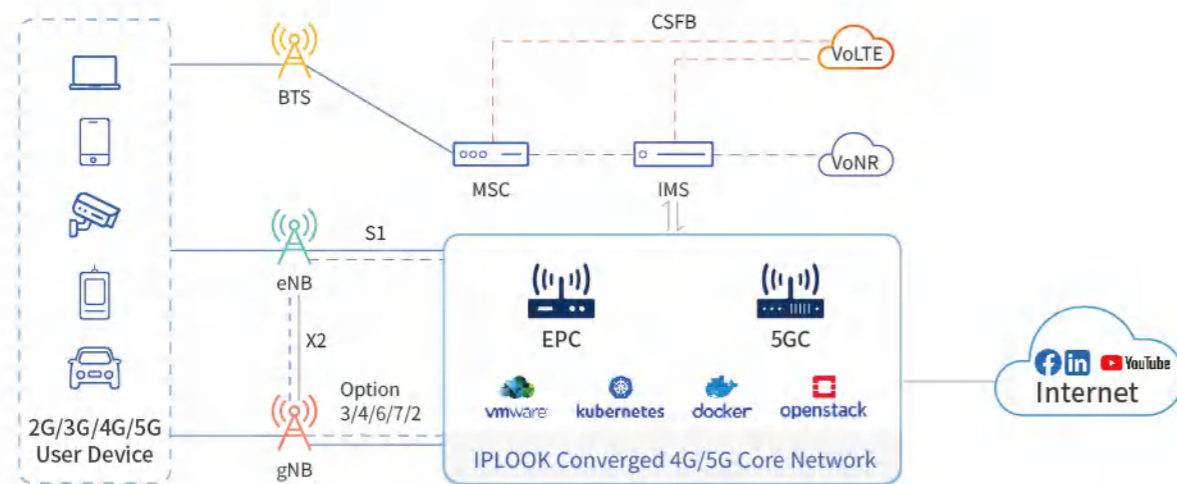 CSFB
VoLTE
BTS
MSC
IMS
VoNR
S1
eNB
X2
EPC
5GC
Option
3/4/6/7/2
vmware
kubernetes
docker
openstack
YouTube
Internet
2G/3G/4G/5G
User Device
gNB
IPLOOK Converged 4G/5G Core Network